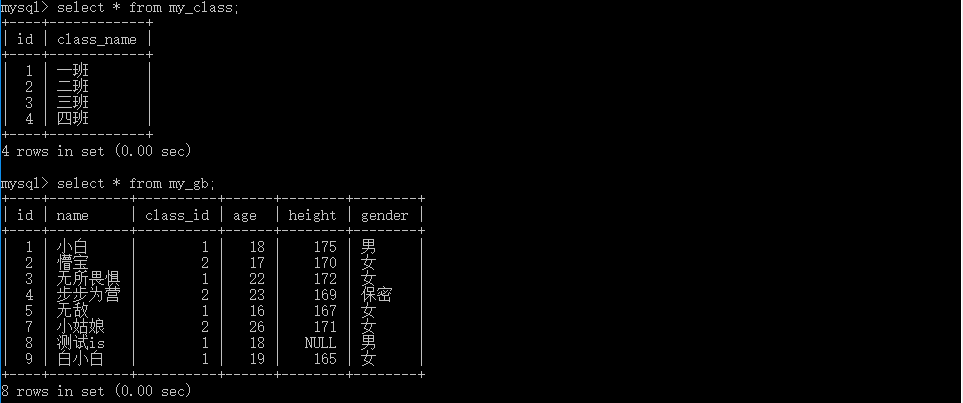 mysql> select * from my_class;
+----+------------+
| id | class_name |
+----+------------+
|  1 | 一班       |
|  2 | 二班       |
|  3 | 三班       |
|  4 | 四班       |
+----+------------+
4 rows in set (0.00 sec)
mysql> select * from my_gb;
+----+----------+----------+------+--------+--------+
| id | name     | class_id | age  | height | gender |
+----+----------+----------+------+--------+--------+
|  1 | 小白     |        1 |   18 |    175 | 男     |
|  2 | 懵宝     |        2 |   17 |    170 | 女     |
|  3 | 无所畏惧 |        1 |   22 |    172 | 女     |
|  4 | 步步为营 |        2 |   23 |    169 | 保密   |
|  5 | 无敌     |        1 |   16 |    167 | 女     |
|  7 | 小姑娘   |        2 |   26 |    171 | 女     |
|  8 | 测试is   |        1 |   18 |   NULL | 男     |
|  9 | 白小白   |        1 |   19 |    165 | 女     |
+----+----------+----------+------+--------+--------+
8 rows in set (0.00 sec)